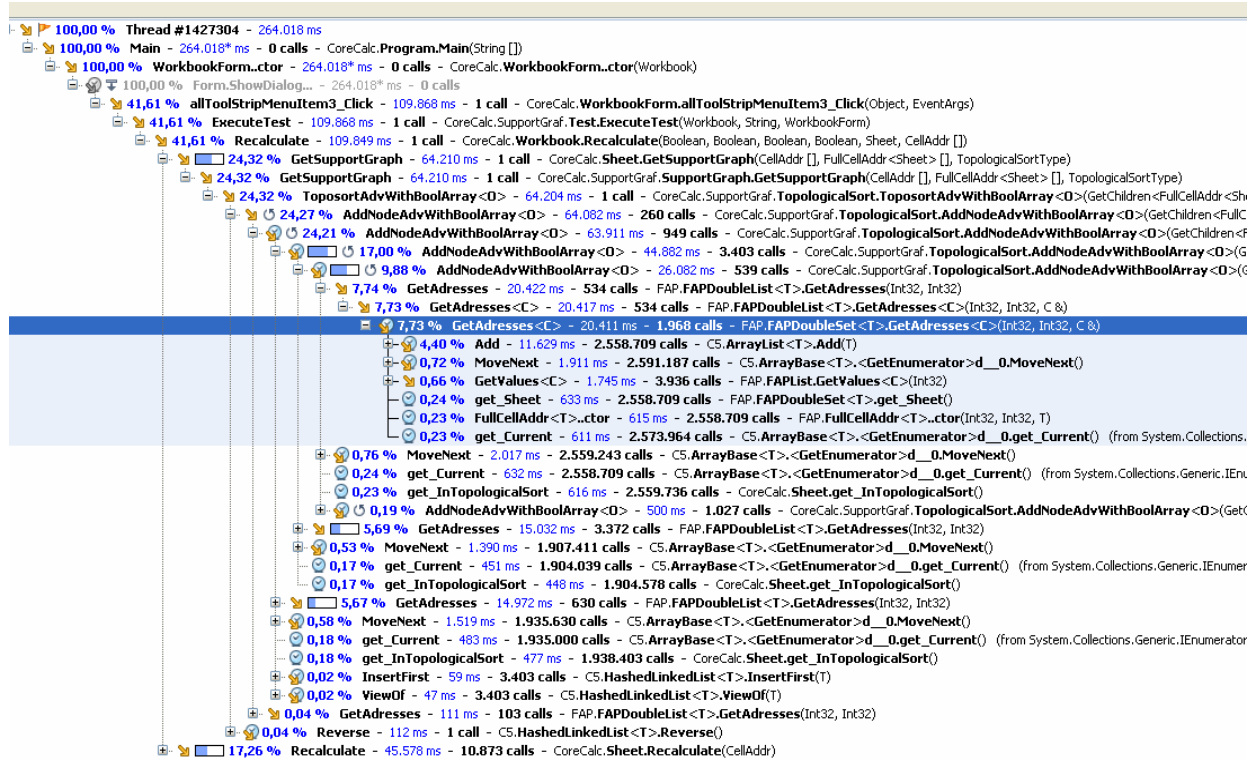 100,00 % Thread #1427304 - 264.018 ms
100,00 % Main - 264.018* ms - 0 calls - CoreCalc.Program.Main(String [])
100,00 % WorkbookForm..ctor - 264.018* ms - 0 calls - CoreCalc.WorkbookForm..ctor(Workbook)
100,00 % Form.ShowDialog... - 264.018* ms - 0 calls
41,61 % allToolStripMenuItem3_Click - 109.868 ms - 1 call - CoreCalc.WorkbookForm.allToolStripMenuItem3_Click(Object, EventArgs)
41,61 % ExecuteTest - 109.868 ms - 1 call - CoreCalc.SupportGraf.Test.ExecuteTest(Workbook, String, WorkbookForm)
41,61 % Recalculate - 109.849 ms - 1 call - CoreCalc.Workbook.Recalculate(Boolean, Boolean, Boolean, Boolean, Sheet, CellAddr [])
24,32 % GetSupportGraph - 64.210 ms - 1 call - CoreCalc.Sheet.GetSupportGraph(CellAddr [], FullCellAddr<Sheet> [], TopologicalSortType)
24,32 % GetSupportGraph - 64.210 ms - 1 call - CoreCalc.SupportGraf.SupportGraph.GetSupportGraph(CellAddr [], FullCellAddr<Sheet> [], TopologicalSortType)
24,32 % ToposortAdvWithBoolArray<O> - 64.204 ms - 1 call - CoreCalc.SupportGraf.TopologicalSort.ToposortAdvWithBoolArray<O>(GetChildren<FullCellAddr<Sh
24,27 % AddNodeAdvWithBoolArray<O> - 64.082 ms - 260 calls - CoreCalc.SupportGraf.TopologicalSort.AddNodeAdvWithBoolArray<O>(GetChildren<FullC
24,21 % AddNodeAdvWithBoolArray<O> - 63.911 ms - 949 calls - CoreCalc.SupportGraf.TopologicalSort.AddNodeAdvWithBoolArray<O>(GetChildren<F
17,00 % AddNodeAdvWithBoolArray<O> - 44.882 ms - 3.403 calls - CoreCalc.SupportGraf.TopologicalSort.AddNodeAdvWithBoolArray<O>(G
9,88 % AddNodeAdvWithBoolArray<O> - 26.082 ms - 539 calls - CoreCalc.SupportGraf.TopologicalSort.AddNodeAdvWithBoolArray<O>(G
7,74 % GetAdresses - 20.422 ms - 534 calls - FAP.FAPDoubleList<T>.GetAdresses(Int32, Int32)
7,73 % GetAdresses<C> - 20.417 ms - 534 calls - FAP.FAPDoubleList<T>.GetAdresses<C>(Int32, Int32, C &)
7,73 % GetAdresses<C> - 20.411 ms - 1.968 calls - FAP.FAPDoubleSet<T>.GetAdresses<C>(Int32, Int32, C &)
4,40 % Add - 11.629 ms - 2.558.709 calls - C5.ArrayList<T>.Add(T)
0,72 % MoveNext - 1.911 ms - 2.591.187 calls - C5.ArrayBase<T>.<GetEnumerator>d__0.MoveNext()
0,66 % GetValues<C> - 1.745 ms - 3.936 calls - FAP.FAPList.GetValues<C>(Int32)
0,24 % get_Sheet - 633 ms - 2.558.709 calls - FAP.FAPDoubleSet<T>.get_Sheet()
0,23 % FullCellAddr<T>..ctor - 615 ms - 2.558.709 calls - FAP.FullCellAddr<T>..ctor(Int32, Int32, T)
0,23 % get_Current - 611 ms - 2.573.964 calls - C5.ArrayBase<T>.<GetEnumerator>d__0.get_Current() (from System.Collections.
0,76 % MoveNext - 2.017 ms - 2.559.243 calls - C5.ArrayBase<T>.<GetEnumerator>d__0.MoveNext()
0,24 % get_Current - 632 ms - 2.558.709 calls - C5.ArrayBase<T>.<GetEnumerator>d__0.get_Current() (from System.Collections.Generic.IEnu
0,23 % get_InTopologicalSort - 616 ms - 2.559.736 calls - CoreCalc.Sheet.get_InTopologicalSort()
0,19 % AddNodeAdvWithBoolArray<O> - 500 ms - 1.027 calls - CoreCalc.SupportGraf.TopologicalSort.AddNodeAdvWithBoolArray<O>(GetC
5,69 % GetAdresses - 15.032 ms - 3.372 calls - FAP.FAPDoubleList<T>.GetAdresses(Int32, Int32)
0,53 % MoveNext - 1.390 ms - 1.907.411 calls - C5.ArrayBase<T>.<GetEnumerator>d__0.MoveNext()
0,17 % get_Current - 451 ms - 1.904.039 calls - C5.ArrayBase<T>.<GetEnumerator>d__0.get_Current() (from System.Collections.Generic.IEnumer
0,17 % get_InTopologicalSort - 448 ms - 1.904.578 calls - CoreCalc.Sheet.get_InTopologicalSort()
5,67 % GetAdresses - 14.972 ms - 630 calls - FAP.FAPDoubleList<T>.GetAdresses(Int32, Int32)
0,58 % MoveNext - 1.519 ms - 1.935.630 calls - C5.ArrayBase<T>.<GetEnumerator>d__0.MoveNext()
0,18 % get_Current - 483 ms - 1.935.000 calls - C5.ArrayBase<T>.<GetEnumerator>d__0.get_Current() (from System.Collections.Generic.IEnumerator
0,18 % get_InTopologicalSort - 477 ms - 1.938.403 calls - CoreCalc.Sheet.get_InTopologicalSort()
0,02 % InsertFirst - 59 ms - 3.403 calls - C5.HashedLinkedList<T>.InsertFirst(T)
0,02 % ViewOf - 47 ms - 3.403 calls - C5.HashedLinkedList<T>.ViewOf(T)
0,04 % GetAdresses - 111 ms - 103 calls - FAP.FAPDoubleList<T>.GetAdresses(Int32, Int32)
0,04 % Reverse - 112 ms - 1 call - C5.HashedLinkedList<T>.Reverse()
17,26 % Recalculate - 45.578 ms - 10.873 calls - CoreCalc.Sheet.Recalculate(CellAddr)